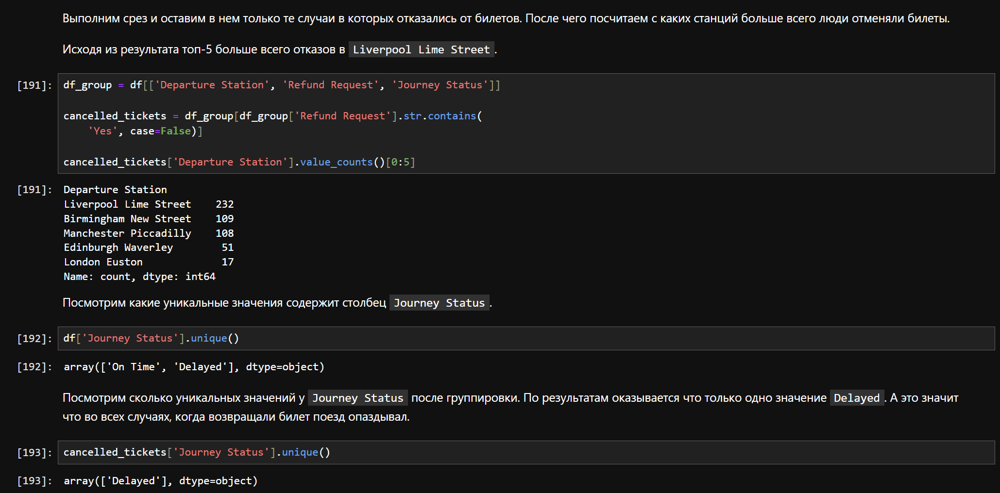 Выполним срез и оставим в нем только те случаи в которых отказались от билетов. После чего посчитаем с каких станций больше всего люди отменяли билеты.
Исходя из результата топ-5 больше всего отказов в Liverpool Lime Street.
[191]: df_group = df[['Departure Station', 'Refund Request', 'Journey Status']]
cancelled_tickets = df_group[df_group['Refund Request'].str.contains(
    'Yes', case=False)]
cancelled_tickets['Departure Station'].value_counts()[0:5]
[191]: Departure Station
Liverpool Lime Street    232
Birmingham New Street    109
Manchester Piccadilly    108
Edinburgh Waverley        51
London Euston             17
Name: count, dtype: int64
Посмотрим какие уникальные значения содержит столбец Journey Status.
[192]: df['Journey Status'].unique()
[192]: array(['On Time', 'Delayed'], dtype=object)
Посмотрим сколько уникальных значений у Journey Status после группировки. По результатам оказывается что только одно значение Delayed. А это значит
что во всех случаях, когда возвращали билет поезд опаздывал.
[193]: cancelled_tickets['Journey Status'].unique()
[193]: array(['Delayed'], dtype=object)